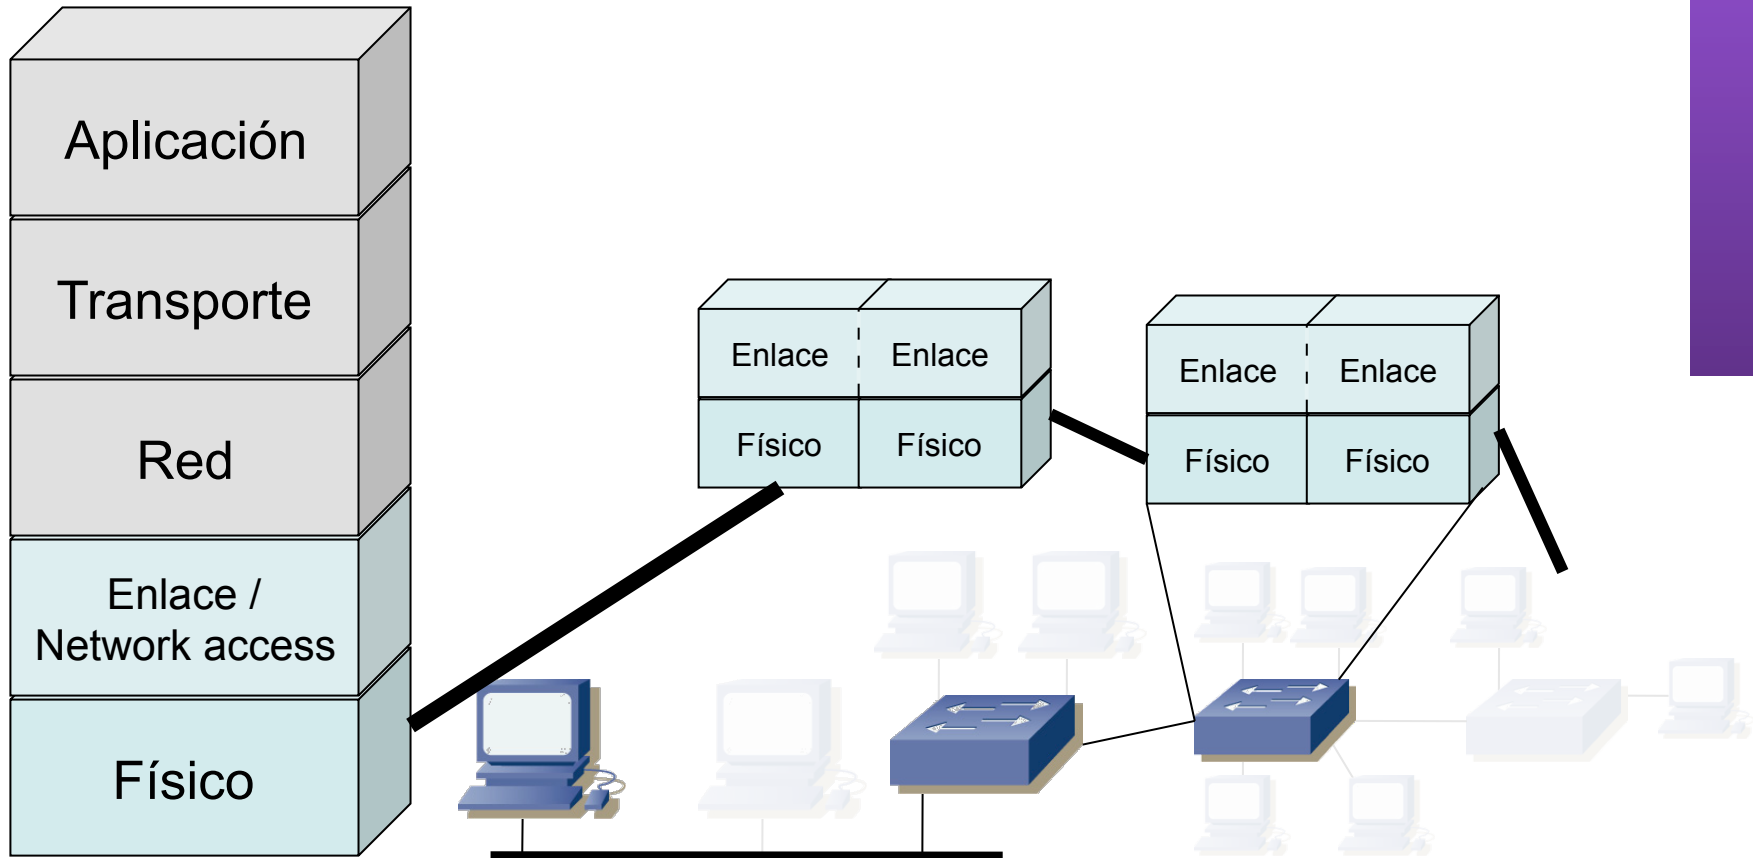 Aplicación
Transporte
Red
Enlace /
Network access
Físico
Enlace Enlace
Físico Físico
Enlace Enlace
Físico Físico